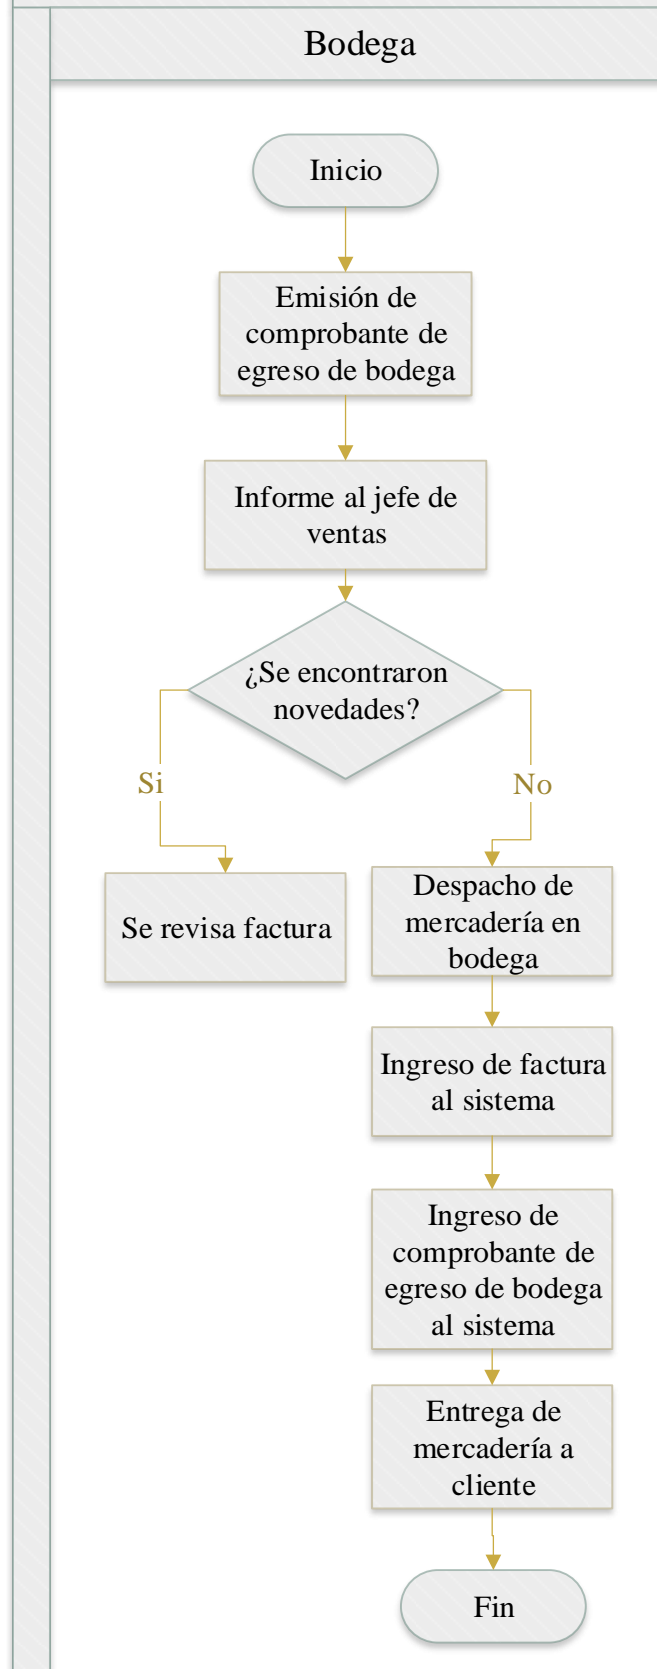 Bodega
Inicio
Emisión de
comprobante de
egreso de bodega
Informe al jefe de
ventas
¿Se encontraron
novedades?
Si
No
Se revisa factura
Despacho de
mercadería en
bodega
Ingreso de factura
al sistema
Ingreso de
comprobante de
egreso de bodega
al sistema
Entrega de
mercadería a
cliente
Fin